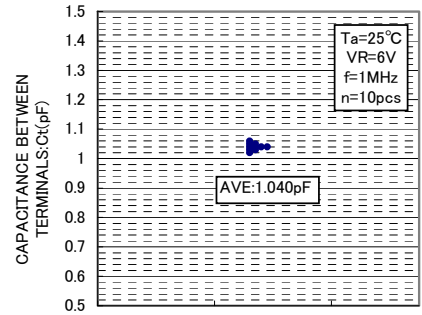 CAPACITANCE BETWEEN
TERMINALS:Ct(pF)
1.5
1.4
1.3
1.2
1.1
1
0.9
0.8
0.7
0.6
0.5
Ta=25℃
VR=6V
f=1MHz
n=10pcs
AVE:1.040pF